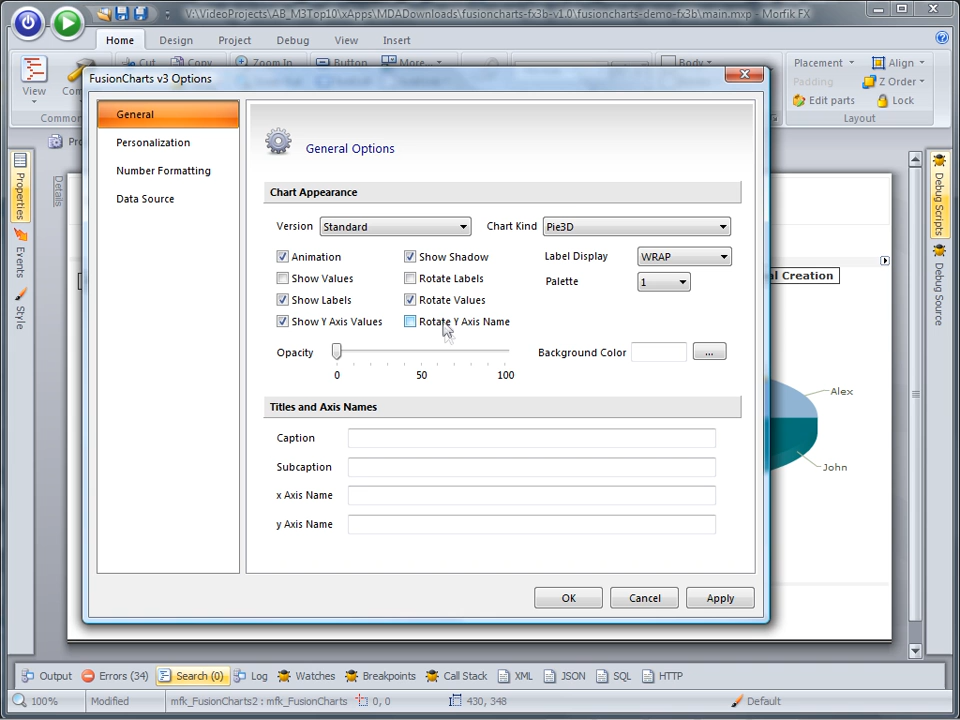 V:\VideoProjects\AB_M3Top10\xApps\MDADownloads\fusioncharts-fx3b-v1.0\fusioncharts-demo-fx3b\main.mxp - Morfik FX
Home Design Project Debug View Insert
View
Cut Copy Zoom In Button More... Body
Placement Align
Padding Z Order
Edit parts Lock
Layout
FusionCharts v3 Options
General
Personalization
Number Formatting
Data Source
General Options
Chart Appearance
Version Standard Chart Kind Pie3D
Animation Show Shadow Label Display WRAP
Show Values Rotate Labels Palette 1
Show Labels Rotate Values
Show Y Axis Values Rotate Y Axis Name
Opacity Background Color ...
0 50 100
Titles and Axis Names
Caption
Subcaption
x Axis Name
y Axis Name
OK Cancel Apply
Properties
Events
Style
Details
Debug Scripts
Debug Source
al Creation
Alex
John
Output Errors (34) Search (0) Log Watches Breakpoints Call Stack XML JSON SQL HTTP
100% Modified mfk_FusionCharts2 : mfk_FusionCharts 0, 0 430, 348 Default